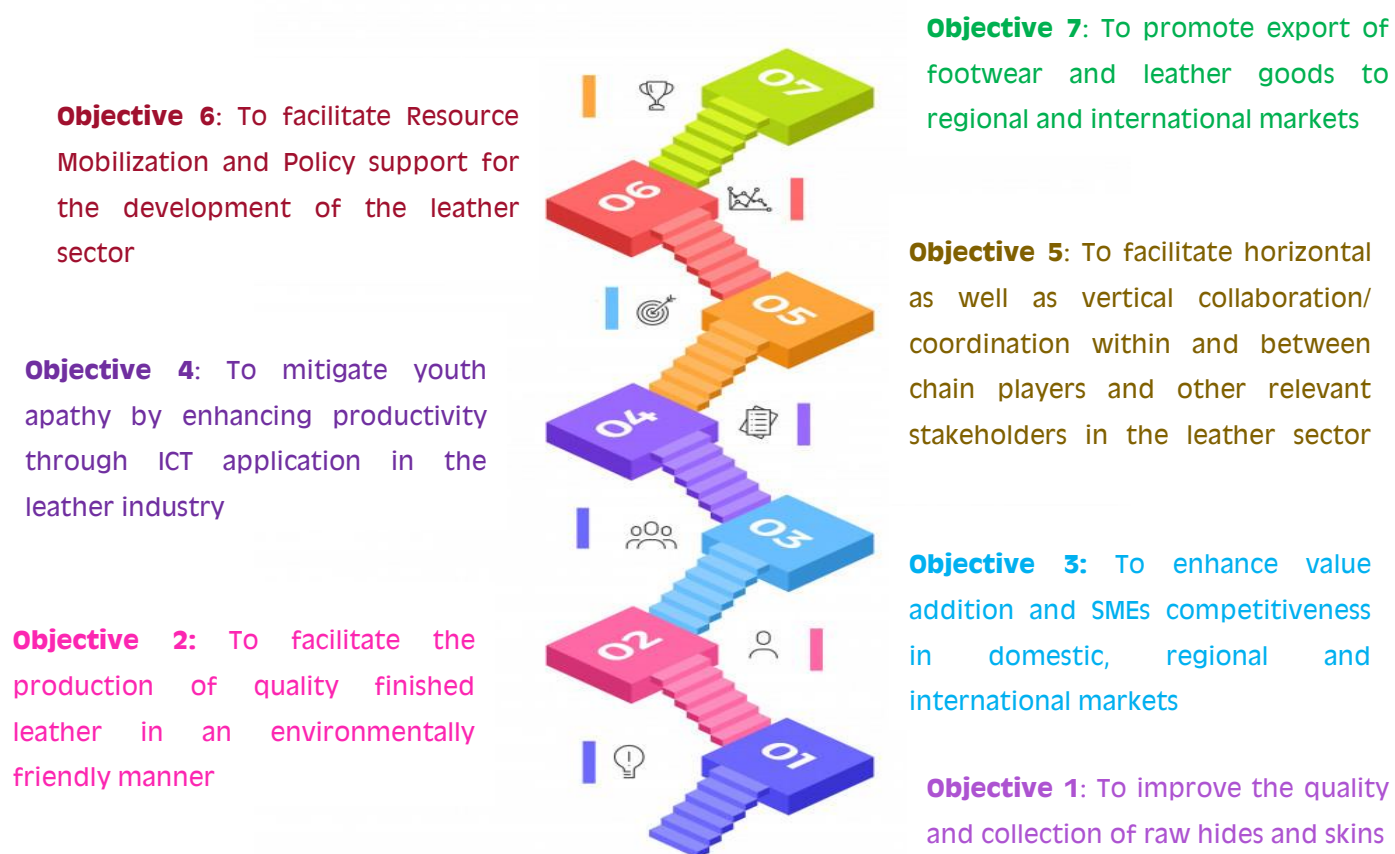 Objective 7: To promote export of
footwear and leather goods to
regional and international markets
07
Objective 6: To facilitate Resource
Mobilization and Policy support for
the development of the leather
sector
06
Objective 5: To facilitate horizontal
as well as vertical collaboration/
coordination within and between
chain players and other relevant
stakeholders in the leather sector
05
Objective 4: To mitigate youth
apathy by enhancing productivity
through ICT application in the
leather industry
04
Objective 3: To enhance value
addition and SMEs competitiveness
in domestic, regional and
international markets
03
Objective 2: To facilitate the
production of quality finished
leather in an environmentally
friendly manner
02
Objective 1: To improve the quality
and collection of raw hides and skins
01